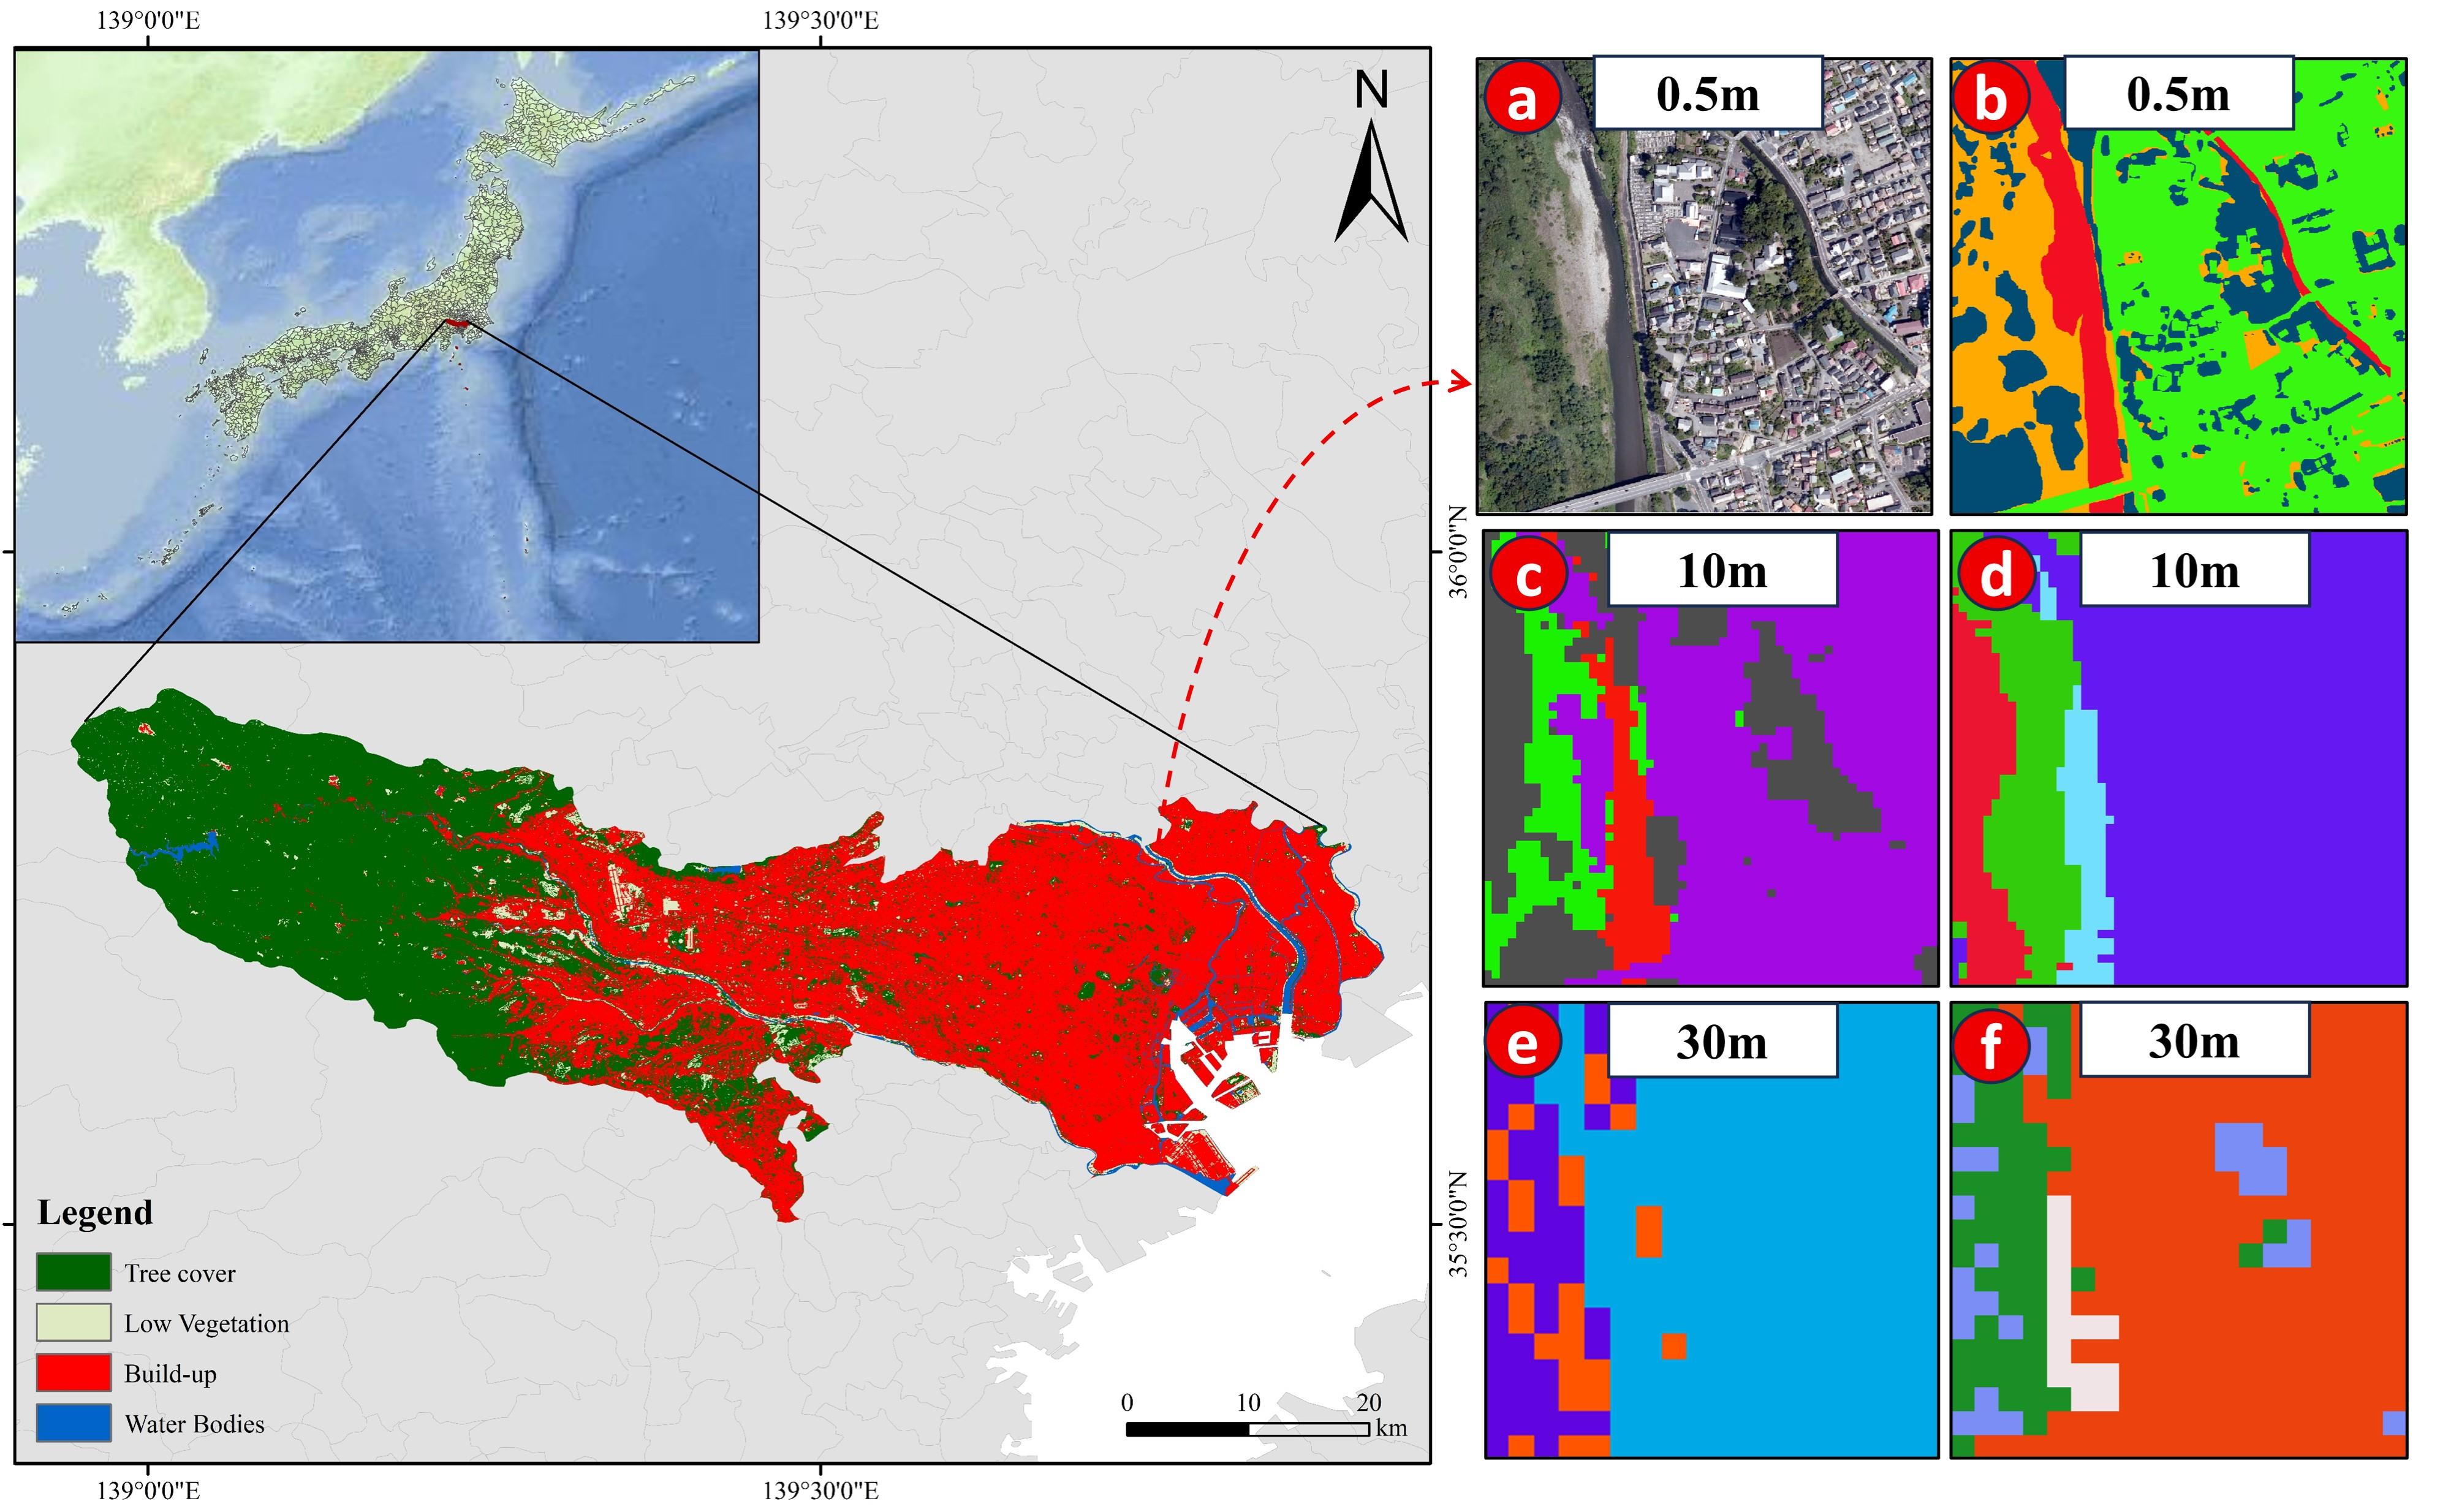 139°0'0"E
139°30'0"E
N
36°0'0"N
35°30'0"N
Legend
Tree cover
Low Vegetation
Build-up
Water Bodies
0 10 20
km
139°0'0"E
139°30'0"E
a
0.5m
b
0.5m
c
10m
d
10m
e
30m
f
30m